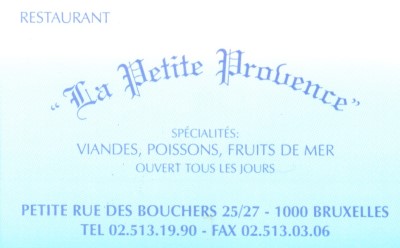 RESTAURANT
"La Petite Provence"
SPÉCIALITÉS:
VIANDES, POISSONS, FRUITS DE MER
OUVERT TOUS LES JOURS
PETITE RUE DES BOUCHERS 25/27 - 1000 BRUXELLES
TEL 02.513.19.90 - FAX 02.513.03.06